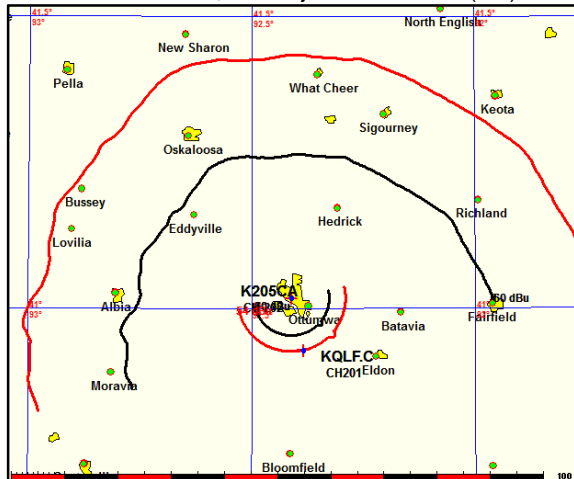 North English
41.5
93°
41.5
92.5°
41.5
92°
New Sharon
Pella
What Cheer
Keota
Sigourney
Oskaloosa
Bussey
Richland
Hedrick
Eddyville
Lovilia
K205CA
60 dBu
Albia
Ottumwa
Fairfield
41°
93°
Batavia
KQLF.C
CH201
Eldon
Moravia
Bloomfield
100